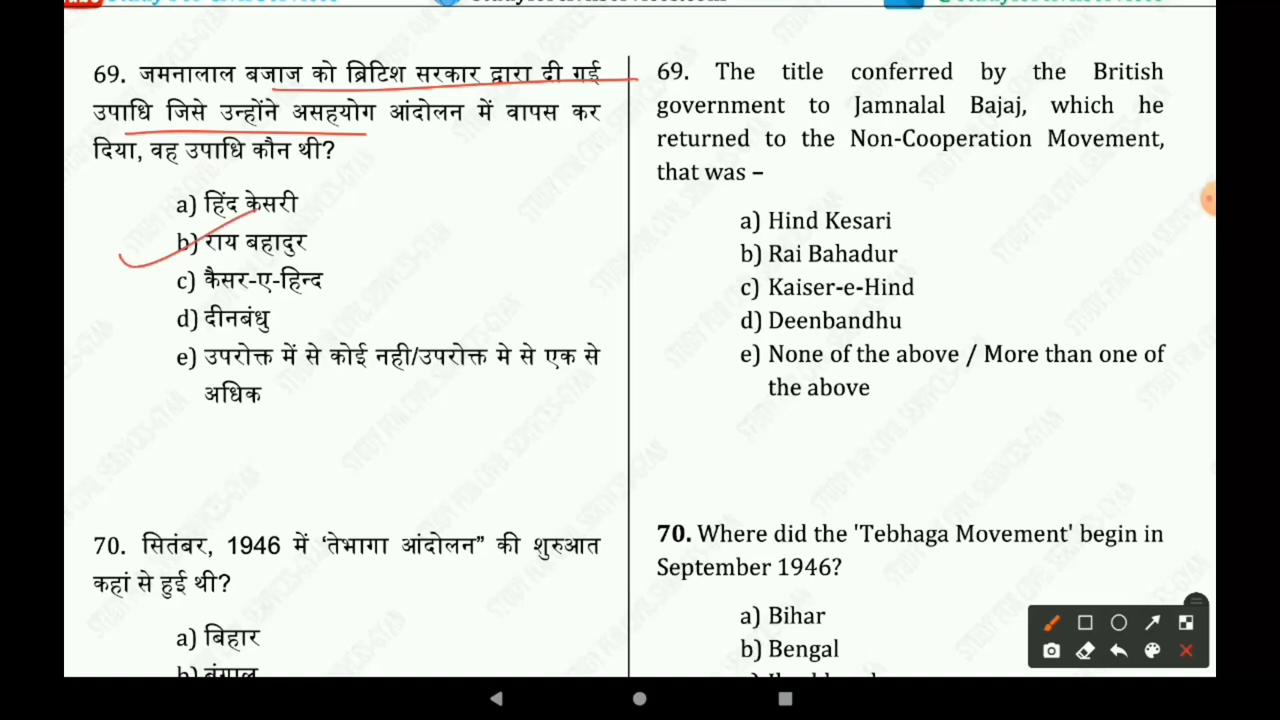 69. जमनालाल बजाज को ब्रिटिश सरकार द्वारा दी गई
उपाधि जिसे उन्होंने असहयोग आंदोलन में वापस कर
दिया, वह उपाधि कौन थी?
a) हिंद केसरी
b) राय बहादुर
c) कैसर-ए-हिन्द
d) दीनबंधु
e) उपरोक्त में से कोई नही/उपरोक्त मे से एक से
अधिक
70. सितंबर, 1946 में ‘तेभागा आंदोलन” की शुरुआत
कहां से हुई थी?
a) बिहार
b) बंगाल
69. The title conferred by the British
government to Jamnalal Bajaj, which he
returned to the Non-Cooperation Movement,
that was –
a) Hind Kesari
b) Rai Bahadur
c) Kaiser-e-Hind
d) Deenbandhu
e) None of the above / More than one of
the above
70. Where did the 'Tebhaga Movement' begin in
September 1946?
a) Bihar
b) Bengal